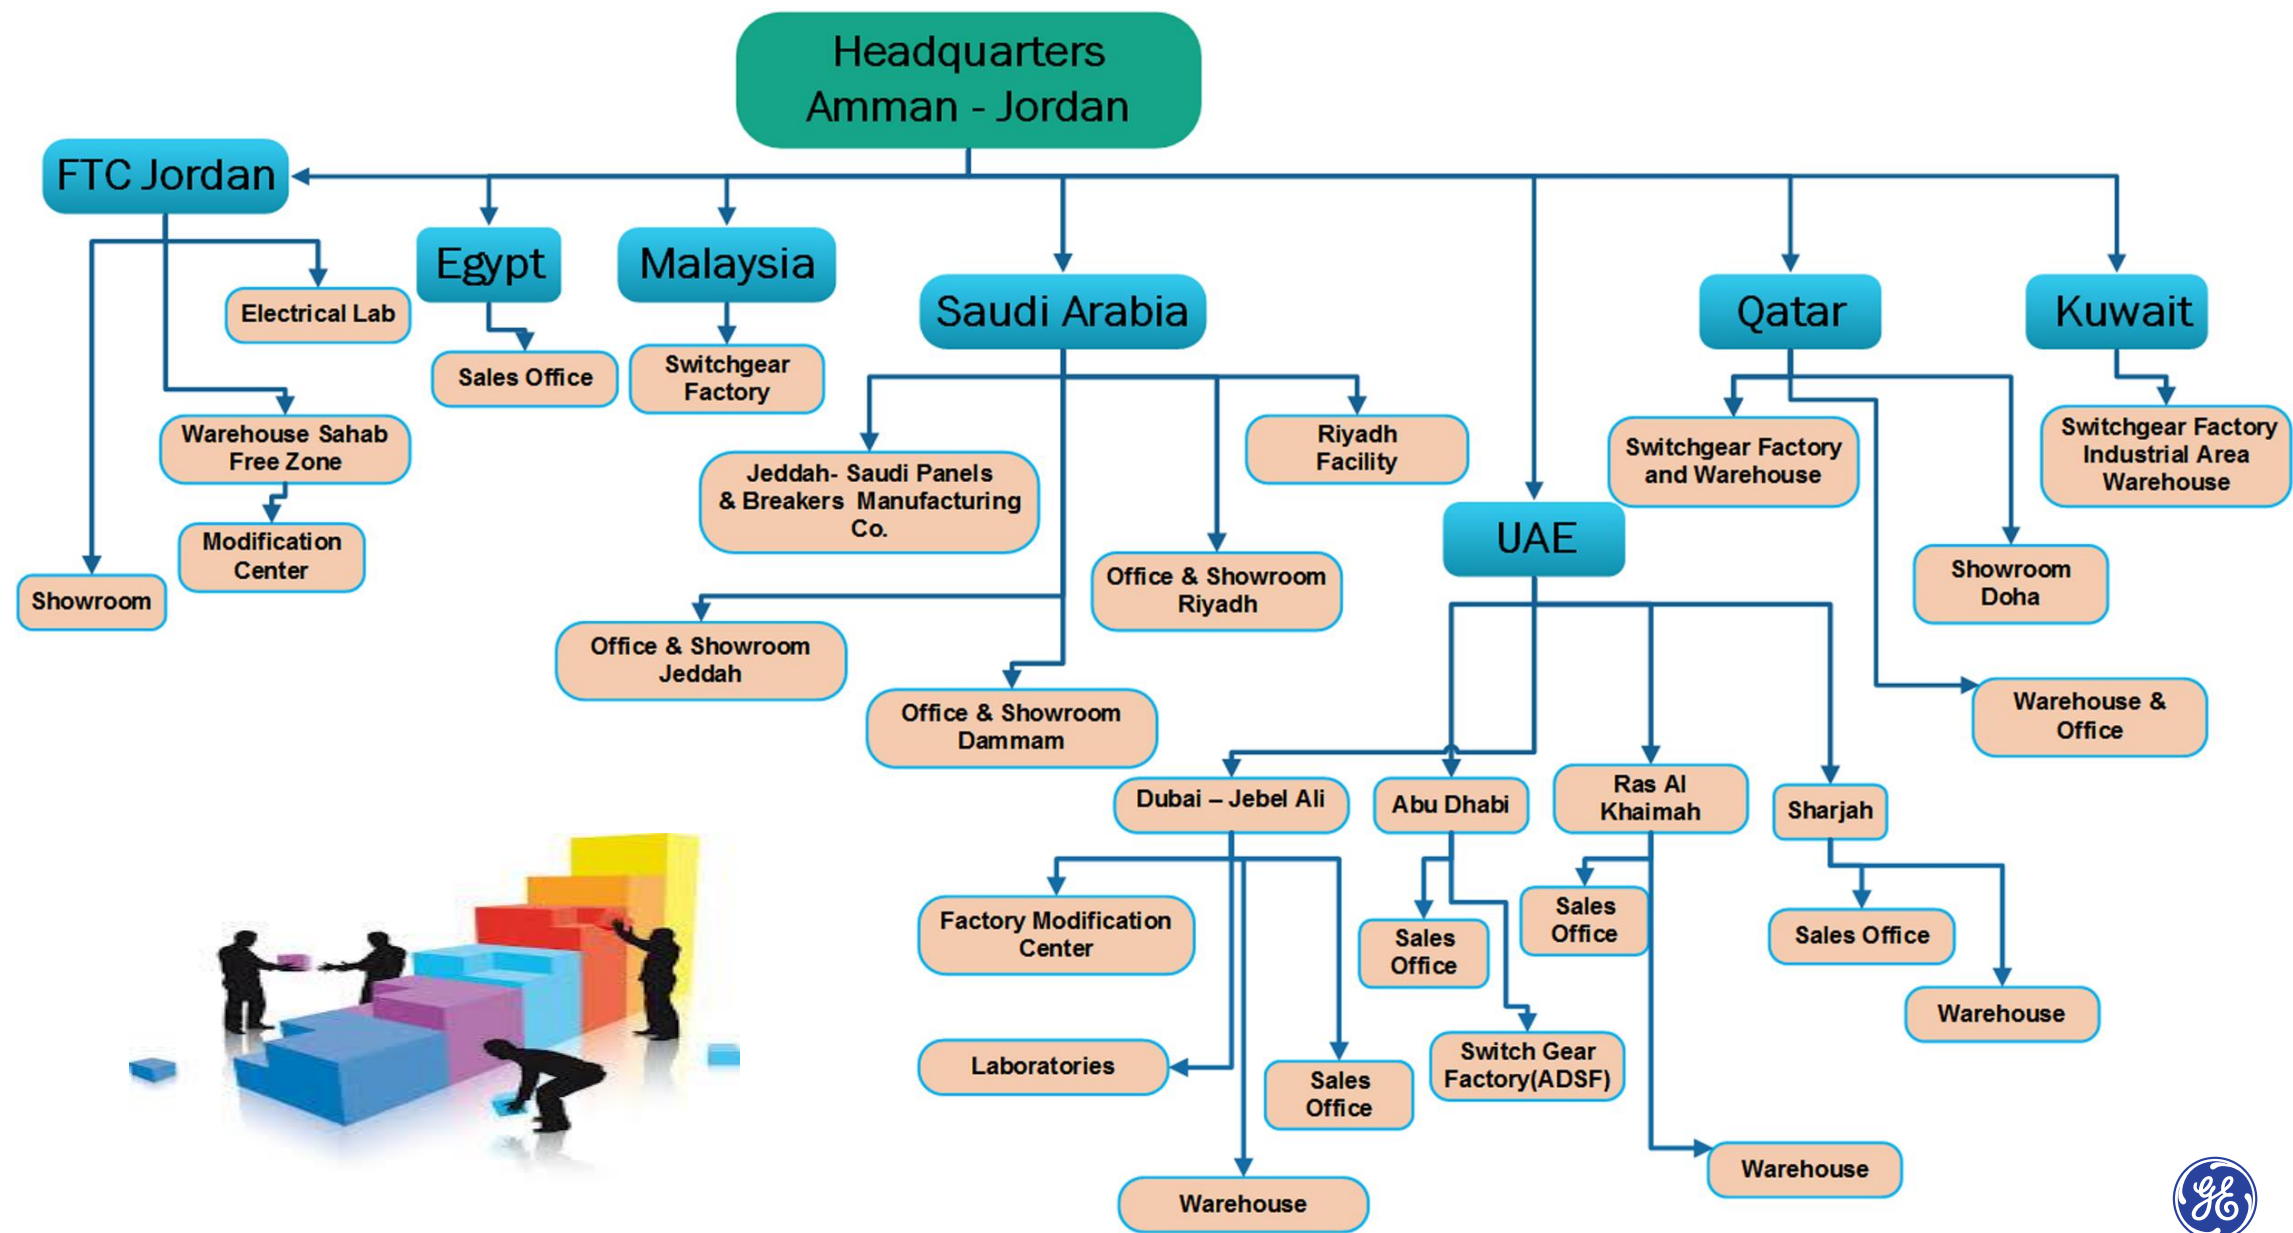 Headquarters
Amman - Jordan
FTC Jordan
Egypt
Malaysia
Saudi Arabia
Qatar
Kuwait
UAE
Electrical Lab
Warehouse Sahab
Free Zone
Modification
Center
Showroom
Sales Office
Switchgear
Factory
Jeddah- Saudi Panels
& Breakers Manufacturing
Co.
Riyadh
Facility
Office & Showroom
Riyadh
Office & Showroom
Jeddah
Office & Showroom
Dammam
Switchgear Factory
and Warehouse
Showroom
Doha
Warehouse &
Office
Switchgear Factory
Industrial Area
Warehouse
Dubai – Jebel Ali
Abu Dhabi
Ras Al
Khaimah
Sharjah
Factory Modification
Center
Laboratories
Warehouse
Sales
Office
Sales
Office
Switch Gear
Factory(ADSF)
Sales
Office
Warehouse
Sales Office
Warehouse
GE